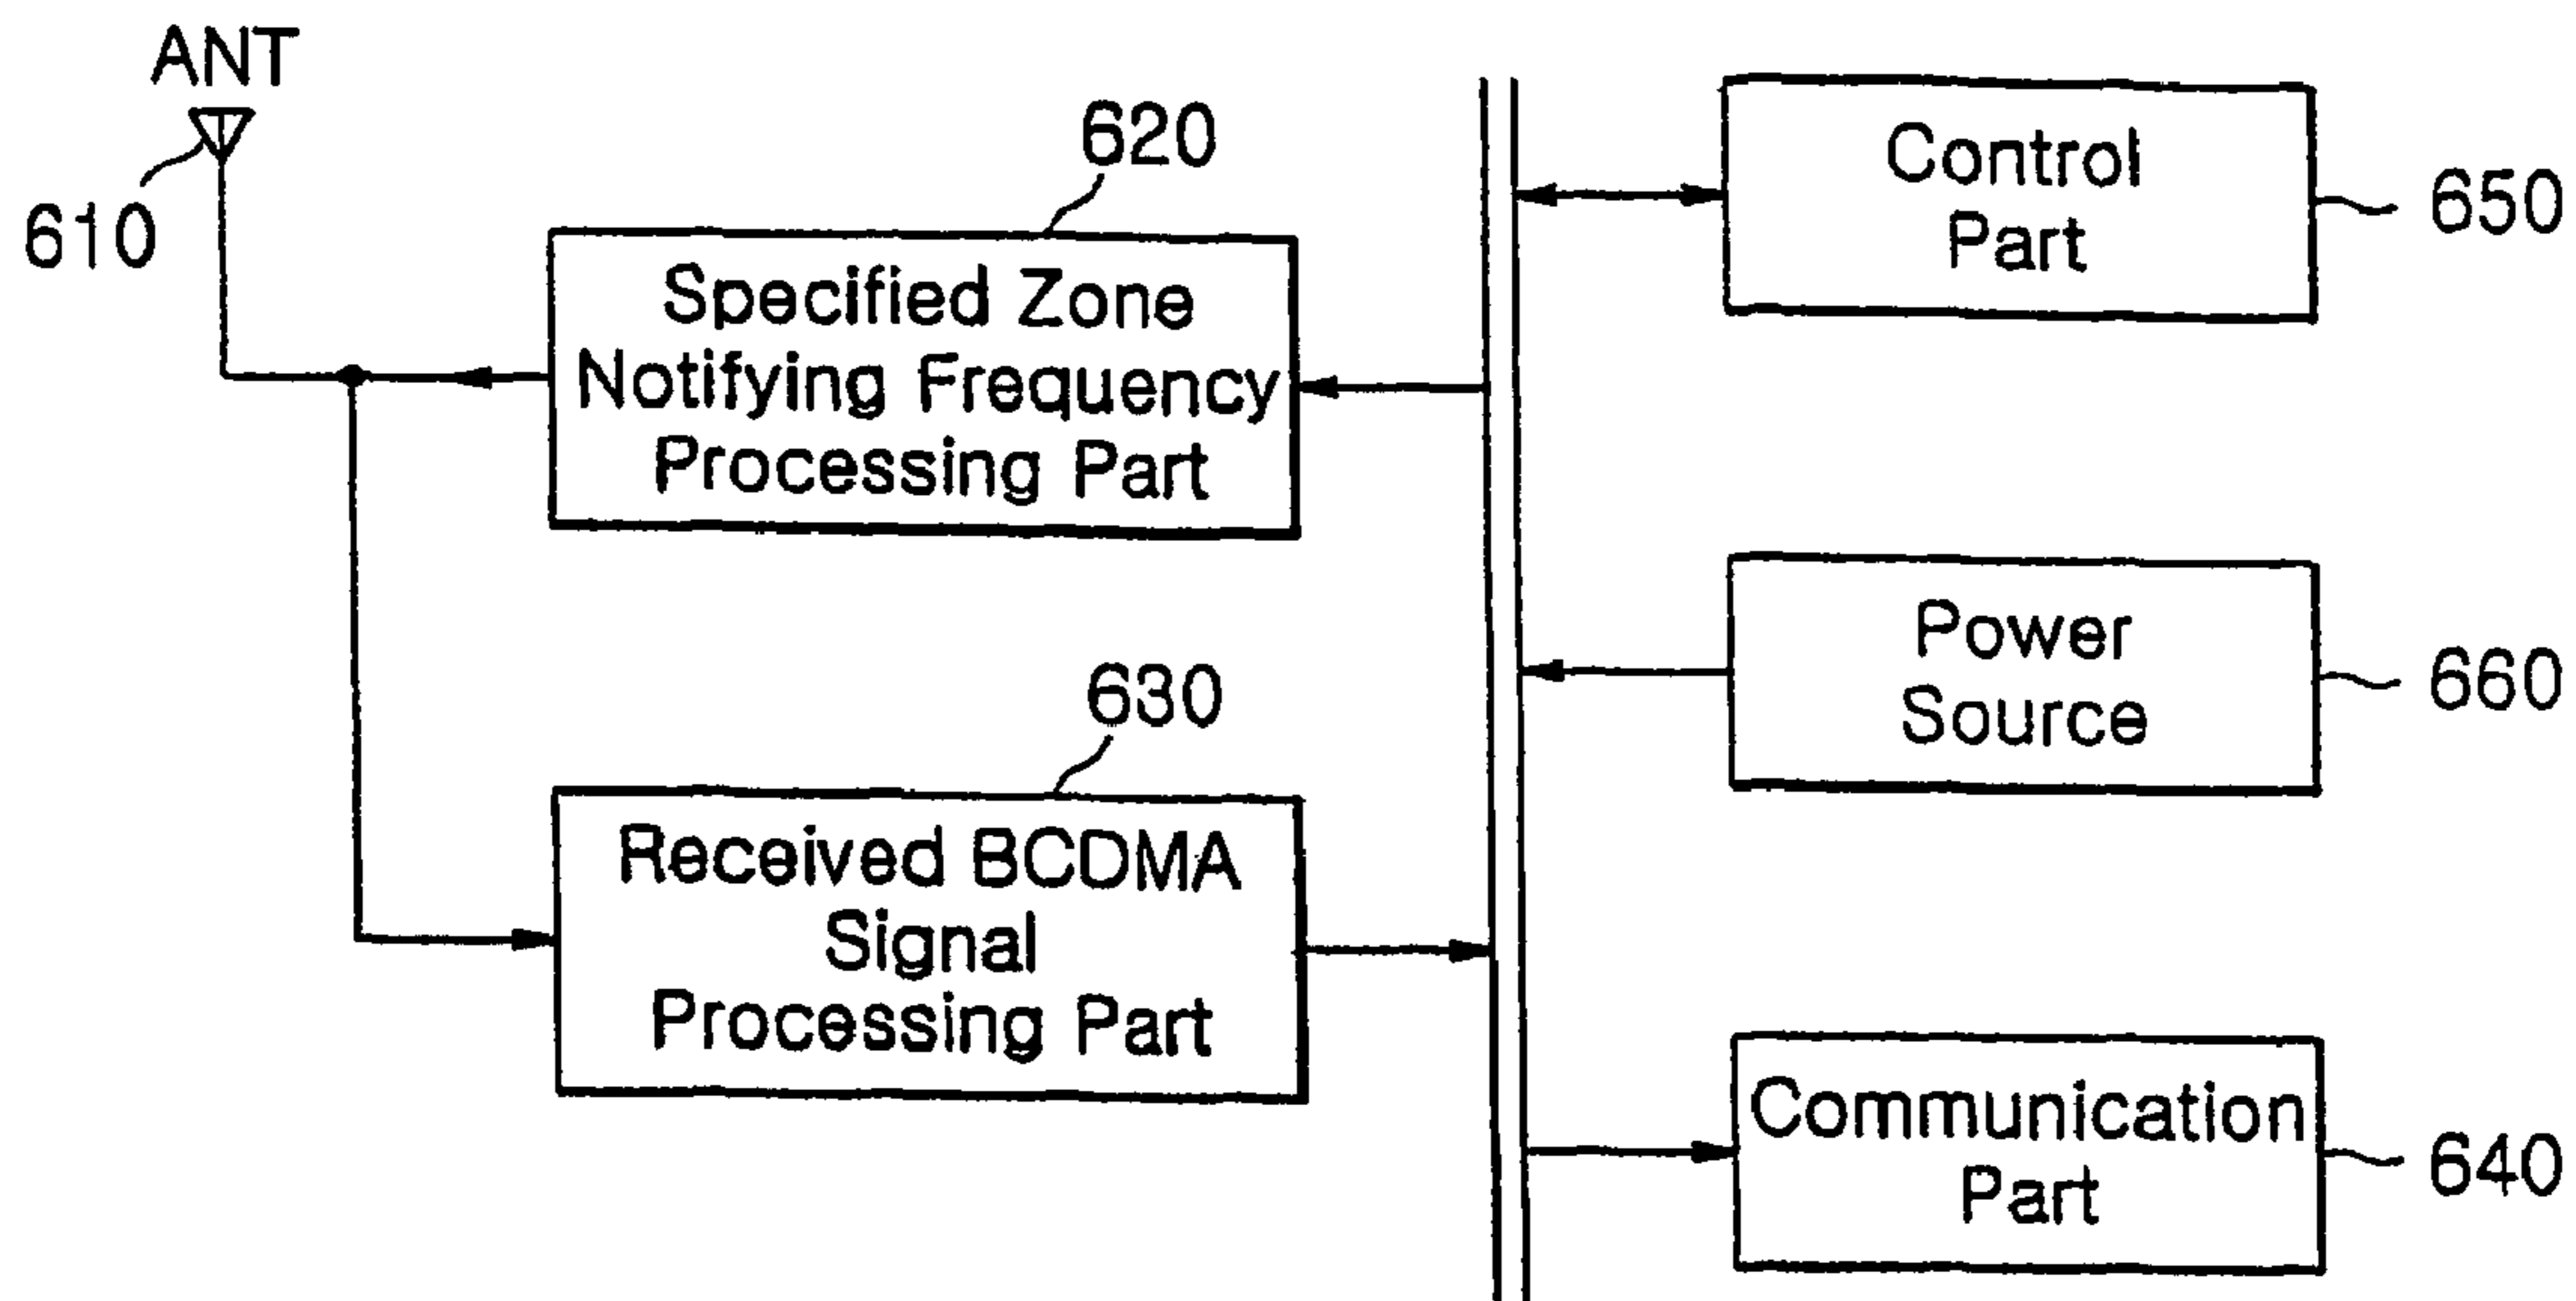 ANT
610
620
Specified Zone
Notifying Frequency
Processing Part
630
Received BCDMA
Signal
Processing Part
Control
Part
650
Power
Source
660
Communication
Part
640